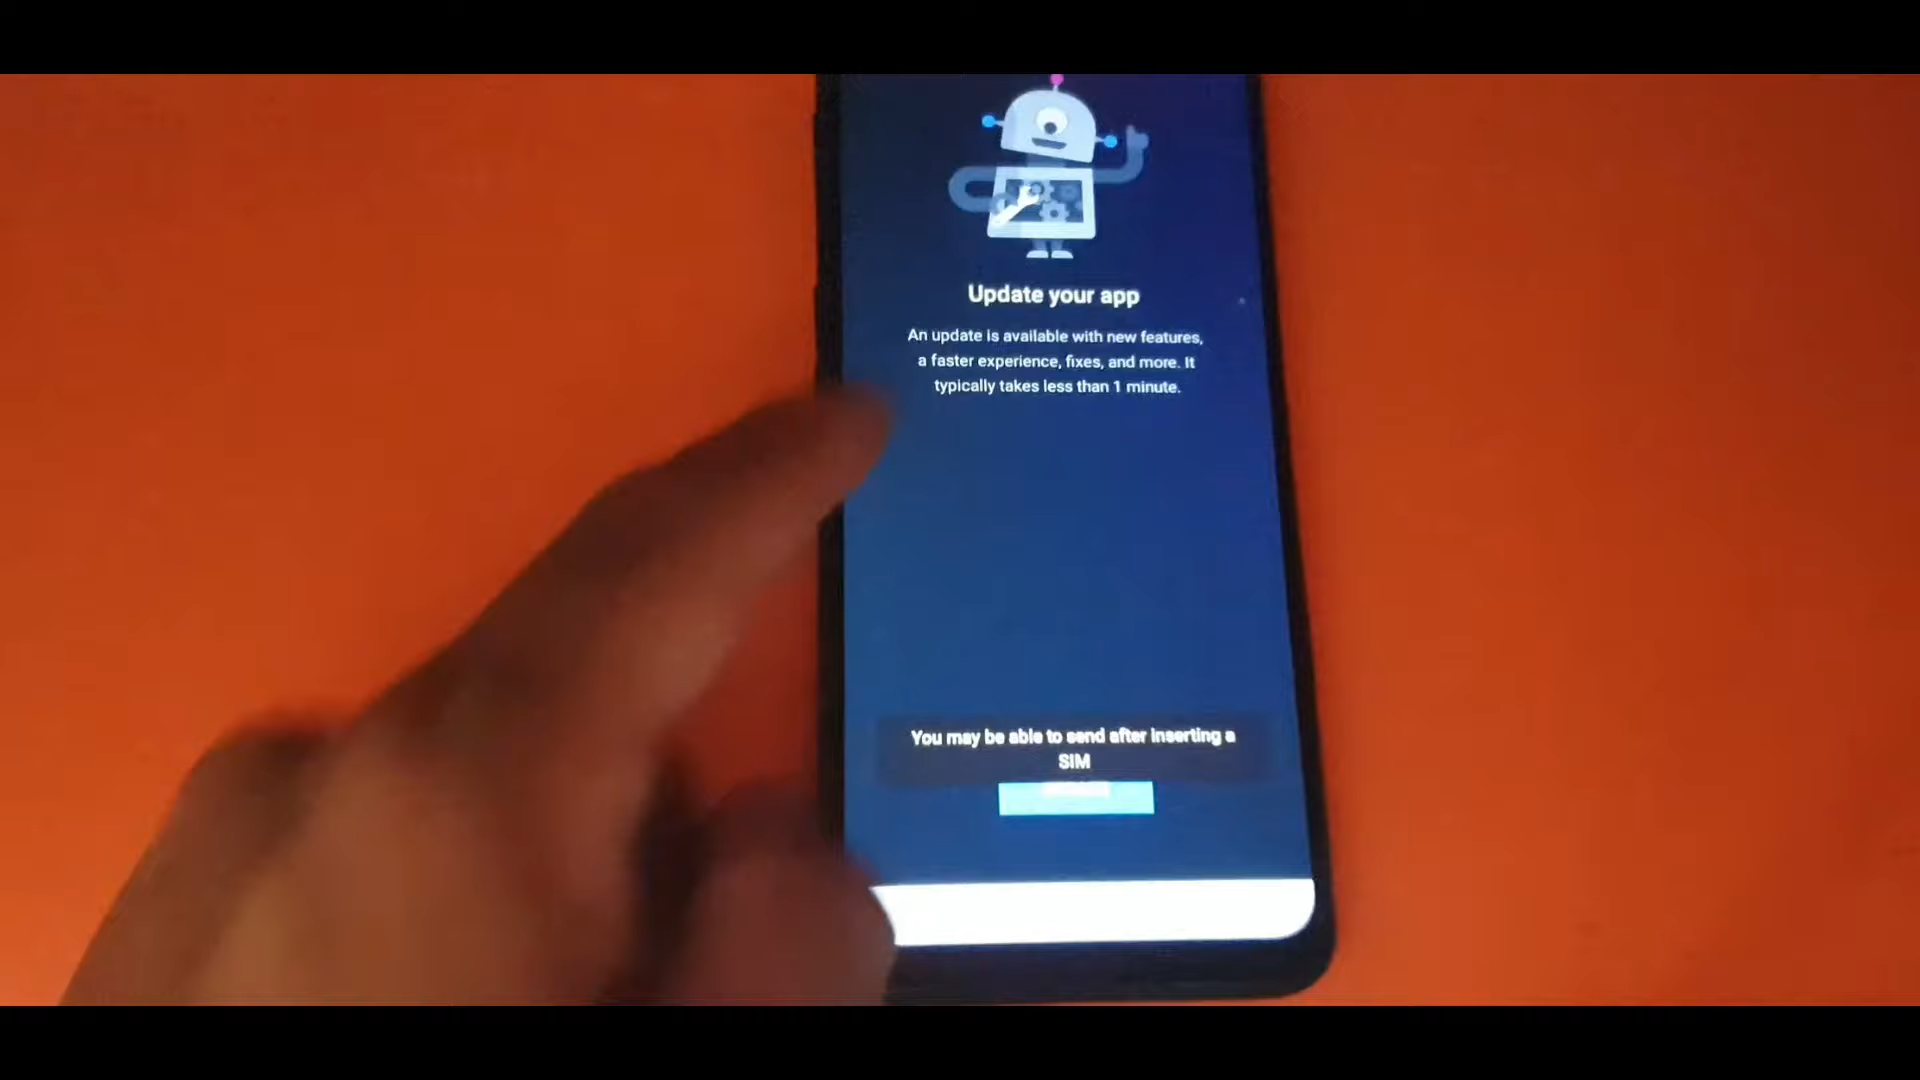 Update your app
An update is available with new features,
a faster experience, fixes, and more. It
typically takes less than 1 minute.
You may be able to send after inserting a
SIM